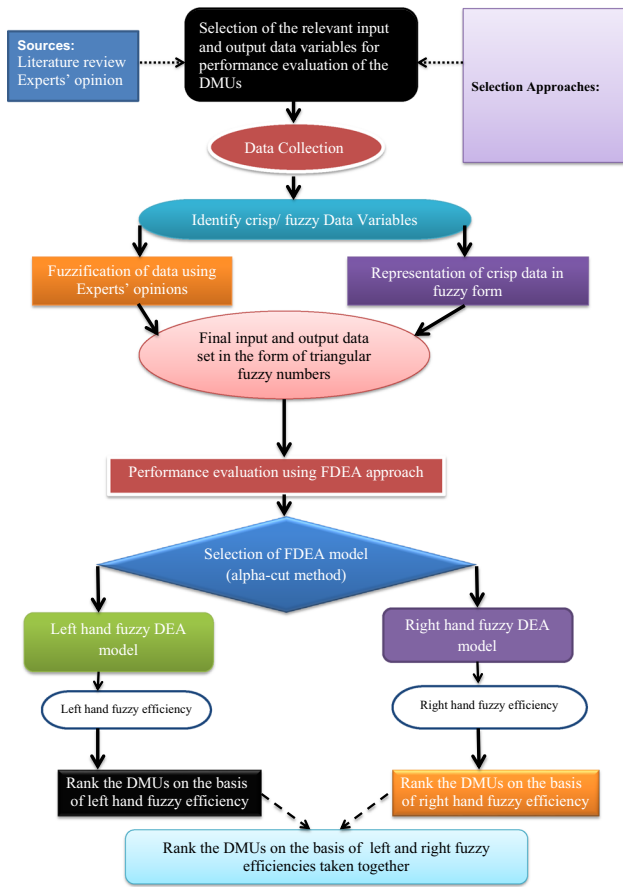 Sources:
Literature review
Experts' opinion
Selection of the relevant input
and output data variables for
performance evaluation of the
DMUs
Selection Approaches:
Data Collection
Identify crisp/ fuzzy Data Variables
Fuzzification of data using
Experts' opinions
Representation of crisp data in
fuzzy form
Final input and output data
set in the form of triangular
fuzzy numbers
Performance evaluation using FDEA approach
Selection of FDEA model
(alpha-cut method)
Left hand fuzzy DEA
model
Right hand fuzzy DEA
model
Left hand fuzzy efficiency
Right hand fuzzy efficiency
Rank the DMUs on the basis
of left hand fuzzy efficiency
Rank the DMUs on the basis
of right hand fuzzy efficiency
Rank the DMUs on the basis of left and right fuzzy
efficiencies taken together